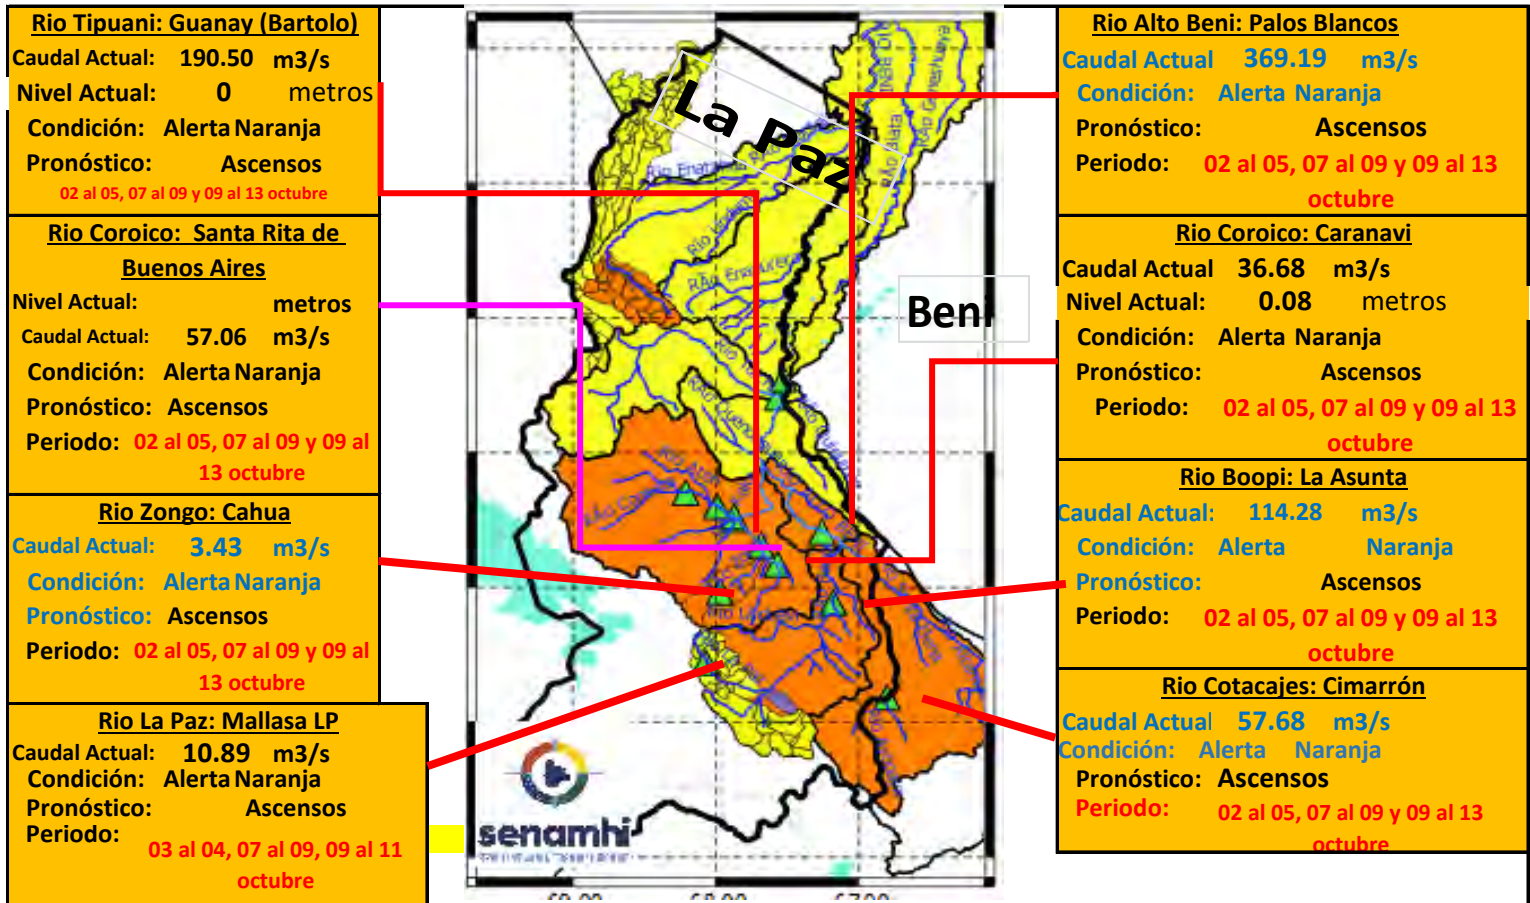 Rio Tipuani: Guanay (Bartolo)
Caudal Actual: 190.50 m3/s
Nivel Actual: 0 metros
Condición: Alerta Naranja
Pronóstico: Ascensos
02 al 05, 07 al 09 y 09 al 13 octubre
Rio Coroico: Santa Rita de
Buenos Aires
Nivel Actual: metros
Caudal Actual: 57.06 m3/s
Condición: Alerta Naranja
Pronóstico: Ascensos
Periodo: 02 al 05, 07 al 09 y 09 al
13 octubre
Rio Zongo: Cahua
Caudal Actual: 3.43 m3/s
Condición: Alerta Naranja
Pronóstico: Ascensos
Periodo: 02 al 05, 07 al 09 y 09 al
13 octubre
Rio La Paz: Mallasa LP
Caudal Actual: 10.89 m3/s
Condición: Alerta Naranja
Pronóstico: Ascensos
Periodo:
03 al 04, 07 al 09, 09 al 11
octubre
La Paz
Beni
senamhi
Rio Alto Beni: Palos Blancos
Caudal Actual 369.19 m3/s
Condición: Alerta Naranja
Pronóstico: Ascensos
Periodo: 02 al 05, 07 al 09 y 09 al 13
octubre
Rio Coroico: Caranavi
Caudal Actual 36.68 m3/s
Nivel Actual: 0.08 metros
Condición: Alerta Naranja
Pronóstico: Ascensos
Periodo: 02 al 05, 07 al 09 y 09 al 13
octubre
Rio Boopi: La Asunta
Caudal Actual: 114.28 m3/s
Condición: Alerta Naranja
Pronóstico: Ascensos
Periodo: 02 al 05, 07 al 09 y 09 al 13
octubre
Rio Cotacajes: Cimarrón
Caudal Actual 57.68 m3/s
Condición: Alerta Naranja
Pronóstico: Ascensos
Periodo: 02 al 05, 07 al 09 y 09 al 13
octubre